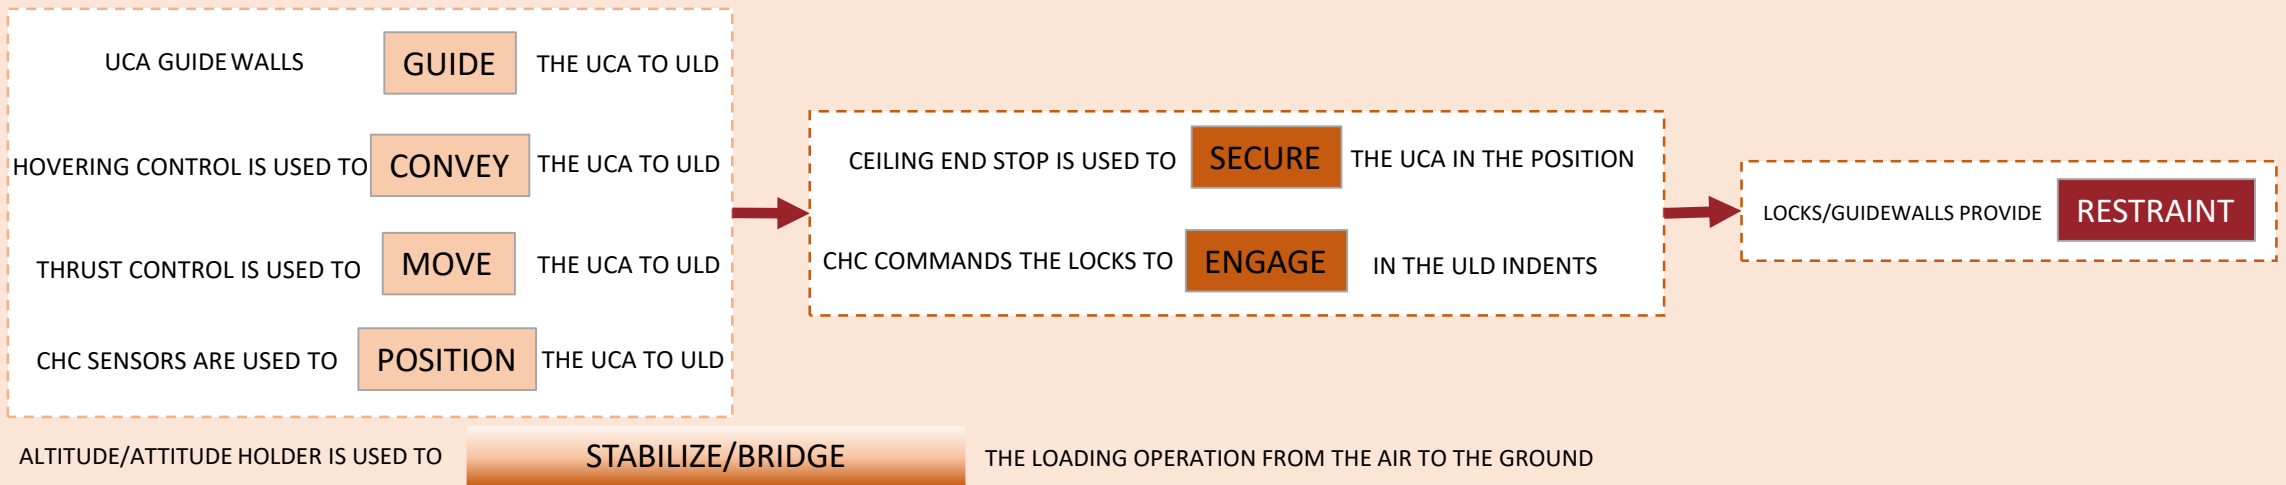 UCA GUIDE WALLS GUIDE THE UCA TO ULD
HOVERING CONTROL IS USED TO CONVEY THE UCA TO ULD
THRUST CONTROL IS USED TO MOVE THE UCA TO ULD
CHC SENSORS ARE USED TO POSITION THE UCA TO ULD
CEILING END STOP IS USED TO SECURE THE UCA IN THE POSITION
CHC COMMANDS THE LOCKS TO ENGAGE IN THE ULD INDENTS
LOCKS/GUIDEWALLS PROVIDE RESTRAINT
ALTITUDE/ATTITUDE HOLDER IS USED TO STABILIZE/BRIDGE THE LOADING OPERATION FROM THE AIR TO THE GROUND